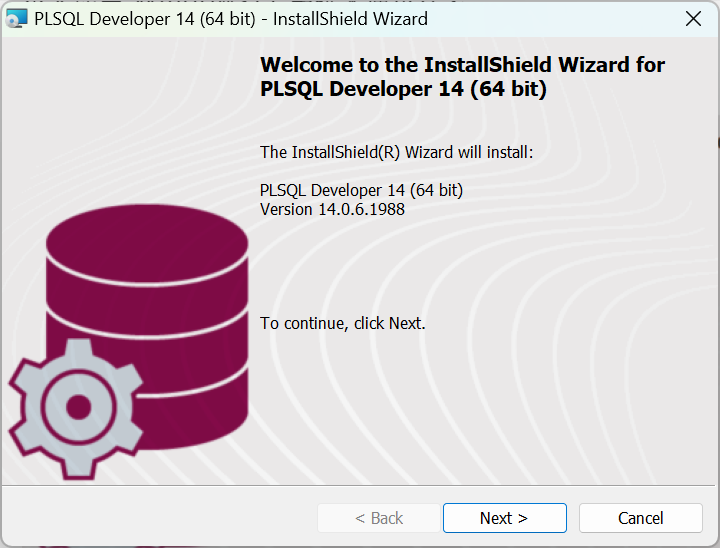 PLSQL Developer 14 (64 bit) - InstallShield Wizard
Welcome to the InstallShield Wizard for
PLSQL Developer 14 (64 bit)
The InstallShield(R) Wizard will install:
PLSQL Developer 14 (64 bit)
Version 14.0.6.1988
To continue, click Next.
< Back
Next >
Cancel